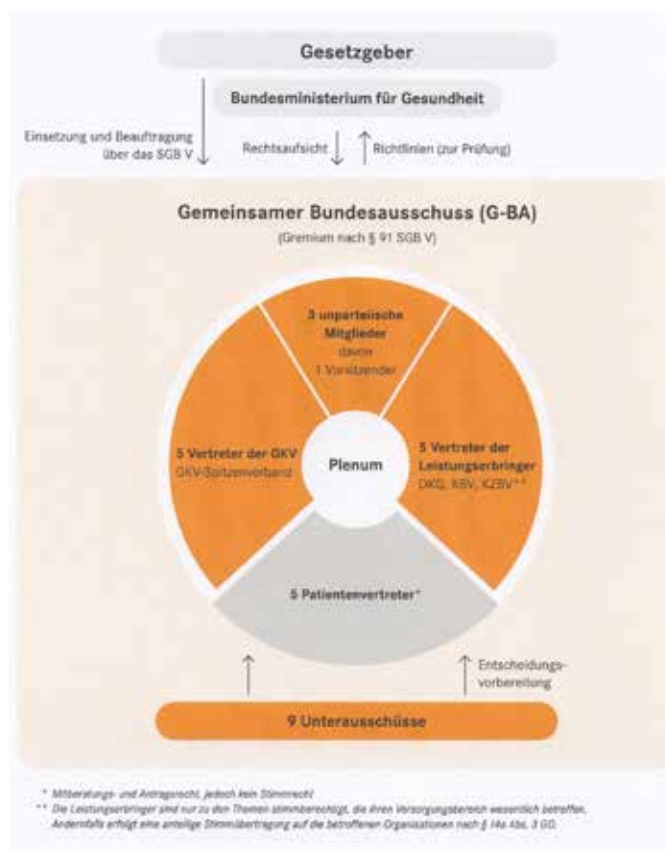 Gesetzgeber
Bundesministerium für Gesundheit
Einsetzung und Beauftragung
über das SGB V
Rechtsaufsicht
Richtlinien (zur Prüfung)
Gemeinsamer Bundesausschuss (G-BA)
(Gremium nach § 91 SGB V)
3 unparteiische
Mitglieder
davon
1 Vorsitzender
5 Vertreter der GKV
GKV-Spitzenverband
Plenum
5 Vertreter der
Leistungserbringer
DKG, KBV, KZBV**
5 Patientenvertreter*
Entscheidungs-
vorbereitung
9 Unterausschüsse
* Mitberatungs- und Antragsrecht, jedoch kein Stimmrecht
** Die Leistungserbringer sind nur zu den Themen stimmberechtigt, die ihren Versorgungsbereich wesentlich betreffen.
Andernfalls erfolgt eine anteilige Stimmübertragung auf die betroffenen Organisationen nach § 14a Abs. 3 GO.